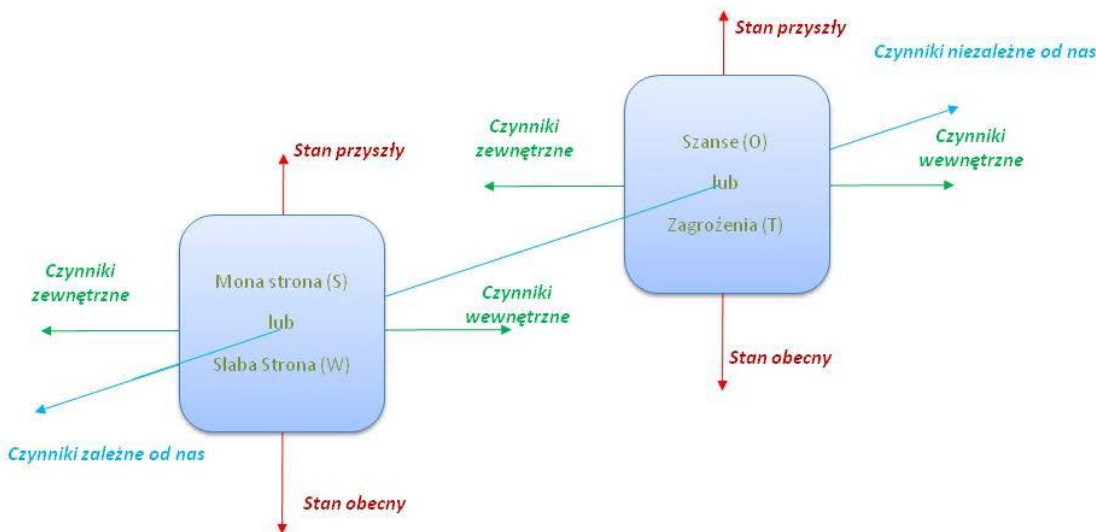 Stan przyszły
Czynniki niezależne od nas
Czynniki
zewnętrzne
Szanse (O)
lub
Zagrożenia (T)
Czynniki
wewnętrzne
Stan obecny
Stan przyszły
Czynniki
zewnętrzne
Mona strona (S)
lub
Słaba Strona (W)
Czynniki
wewnętrzne
Czynniki zależne od nas
Stan obecny